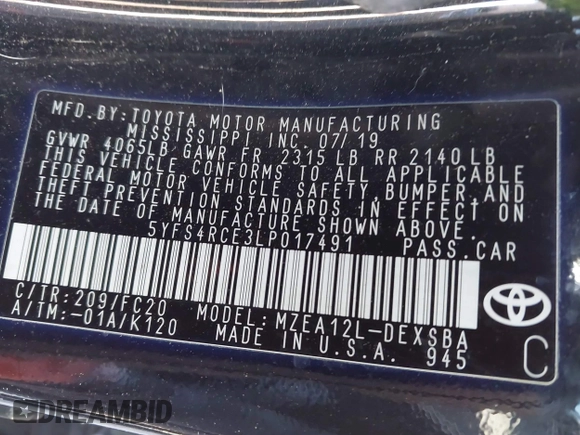 MFD.BY:TOYOTA MOTOR MANUFACTURING
MISSISSIPPI INC.07/19
GVWR 4065LB GAWR FR 2315LB RR 2140LB
THIS VEHICLE CONFORMS TO ALL APPLICABLE
FEDERAL MOTOR VEHICLE SAFETY,BUMPER,AND
THEFT PREVENTION STANDARDS IN EFFECT ON
THE DATE OF MANUFACTURE SHOWN ABOVE.
5YFS4RCE3LP017491 PASS.CAR
C/TR:209/FC20 MODEL:MZEA12L-DEXSBA
A/TM:-01A/K120 MADE IN U.S.A. 945
C
DREAMBID